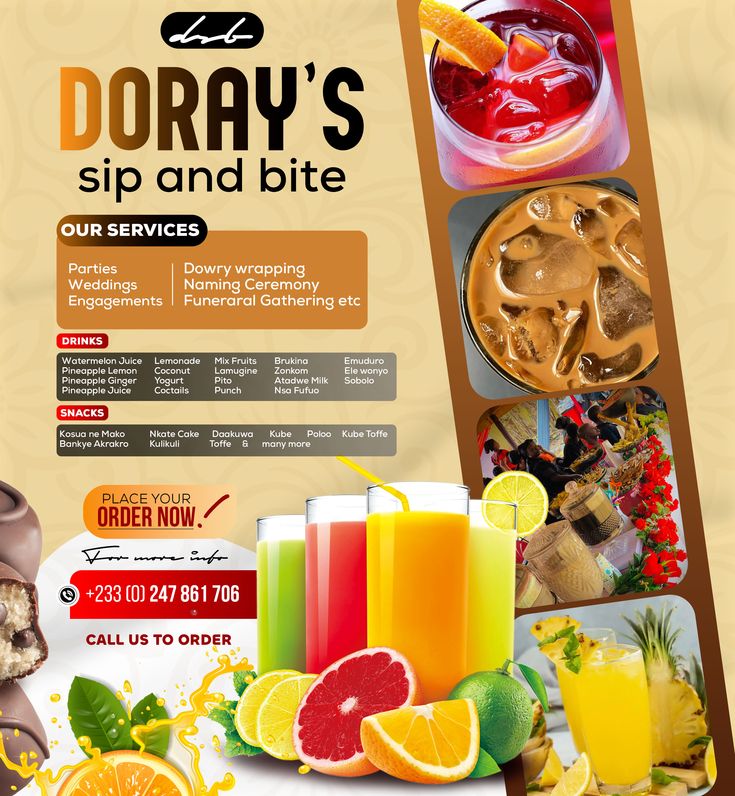 dsb
DORAY'S
sip and bite
OUR SERVICES
Parties
Weddings
Engagements
Dowry wrapping
Naming Ceremony
Funeraral Gathering etc
DRINKS
Watermelon Juice Lemonade Mix Fruits Brukina Emuduro
Pineapple Lemon Coconut Lamugine Zonkom Ele wonyo
Pineapple Ginger Yogurt Pito Atadwe Milk Sobolo
Pineapple Juice Coctails Punch Nsa Fufuo
SNACKS
Kosua ne Mako Nkate Cake Daakuwa Kube Poloo Kube Toffe
Bankye Akrakro Kulikuli Toffe & many more
PLACE YOUR
ORDER NOW.!
For more info
+233 (0) 247 861 706
CALL US TO ORDER